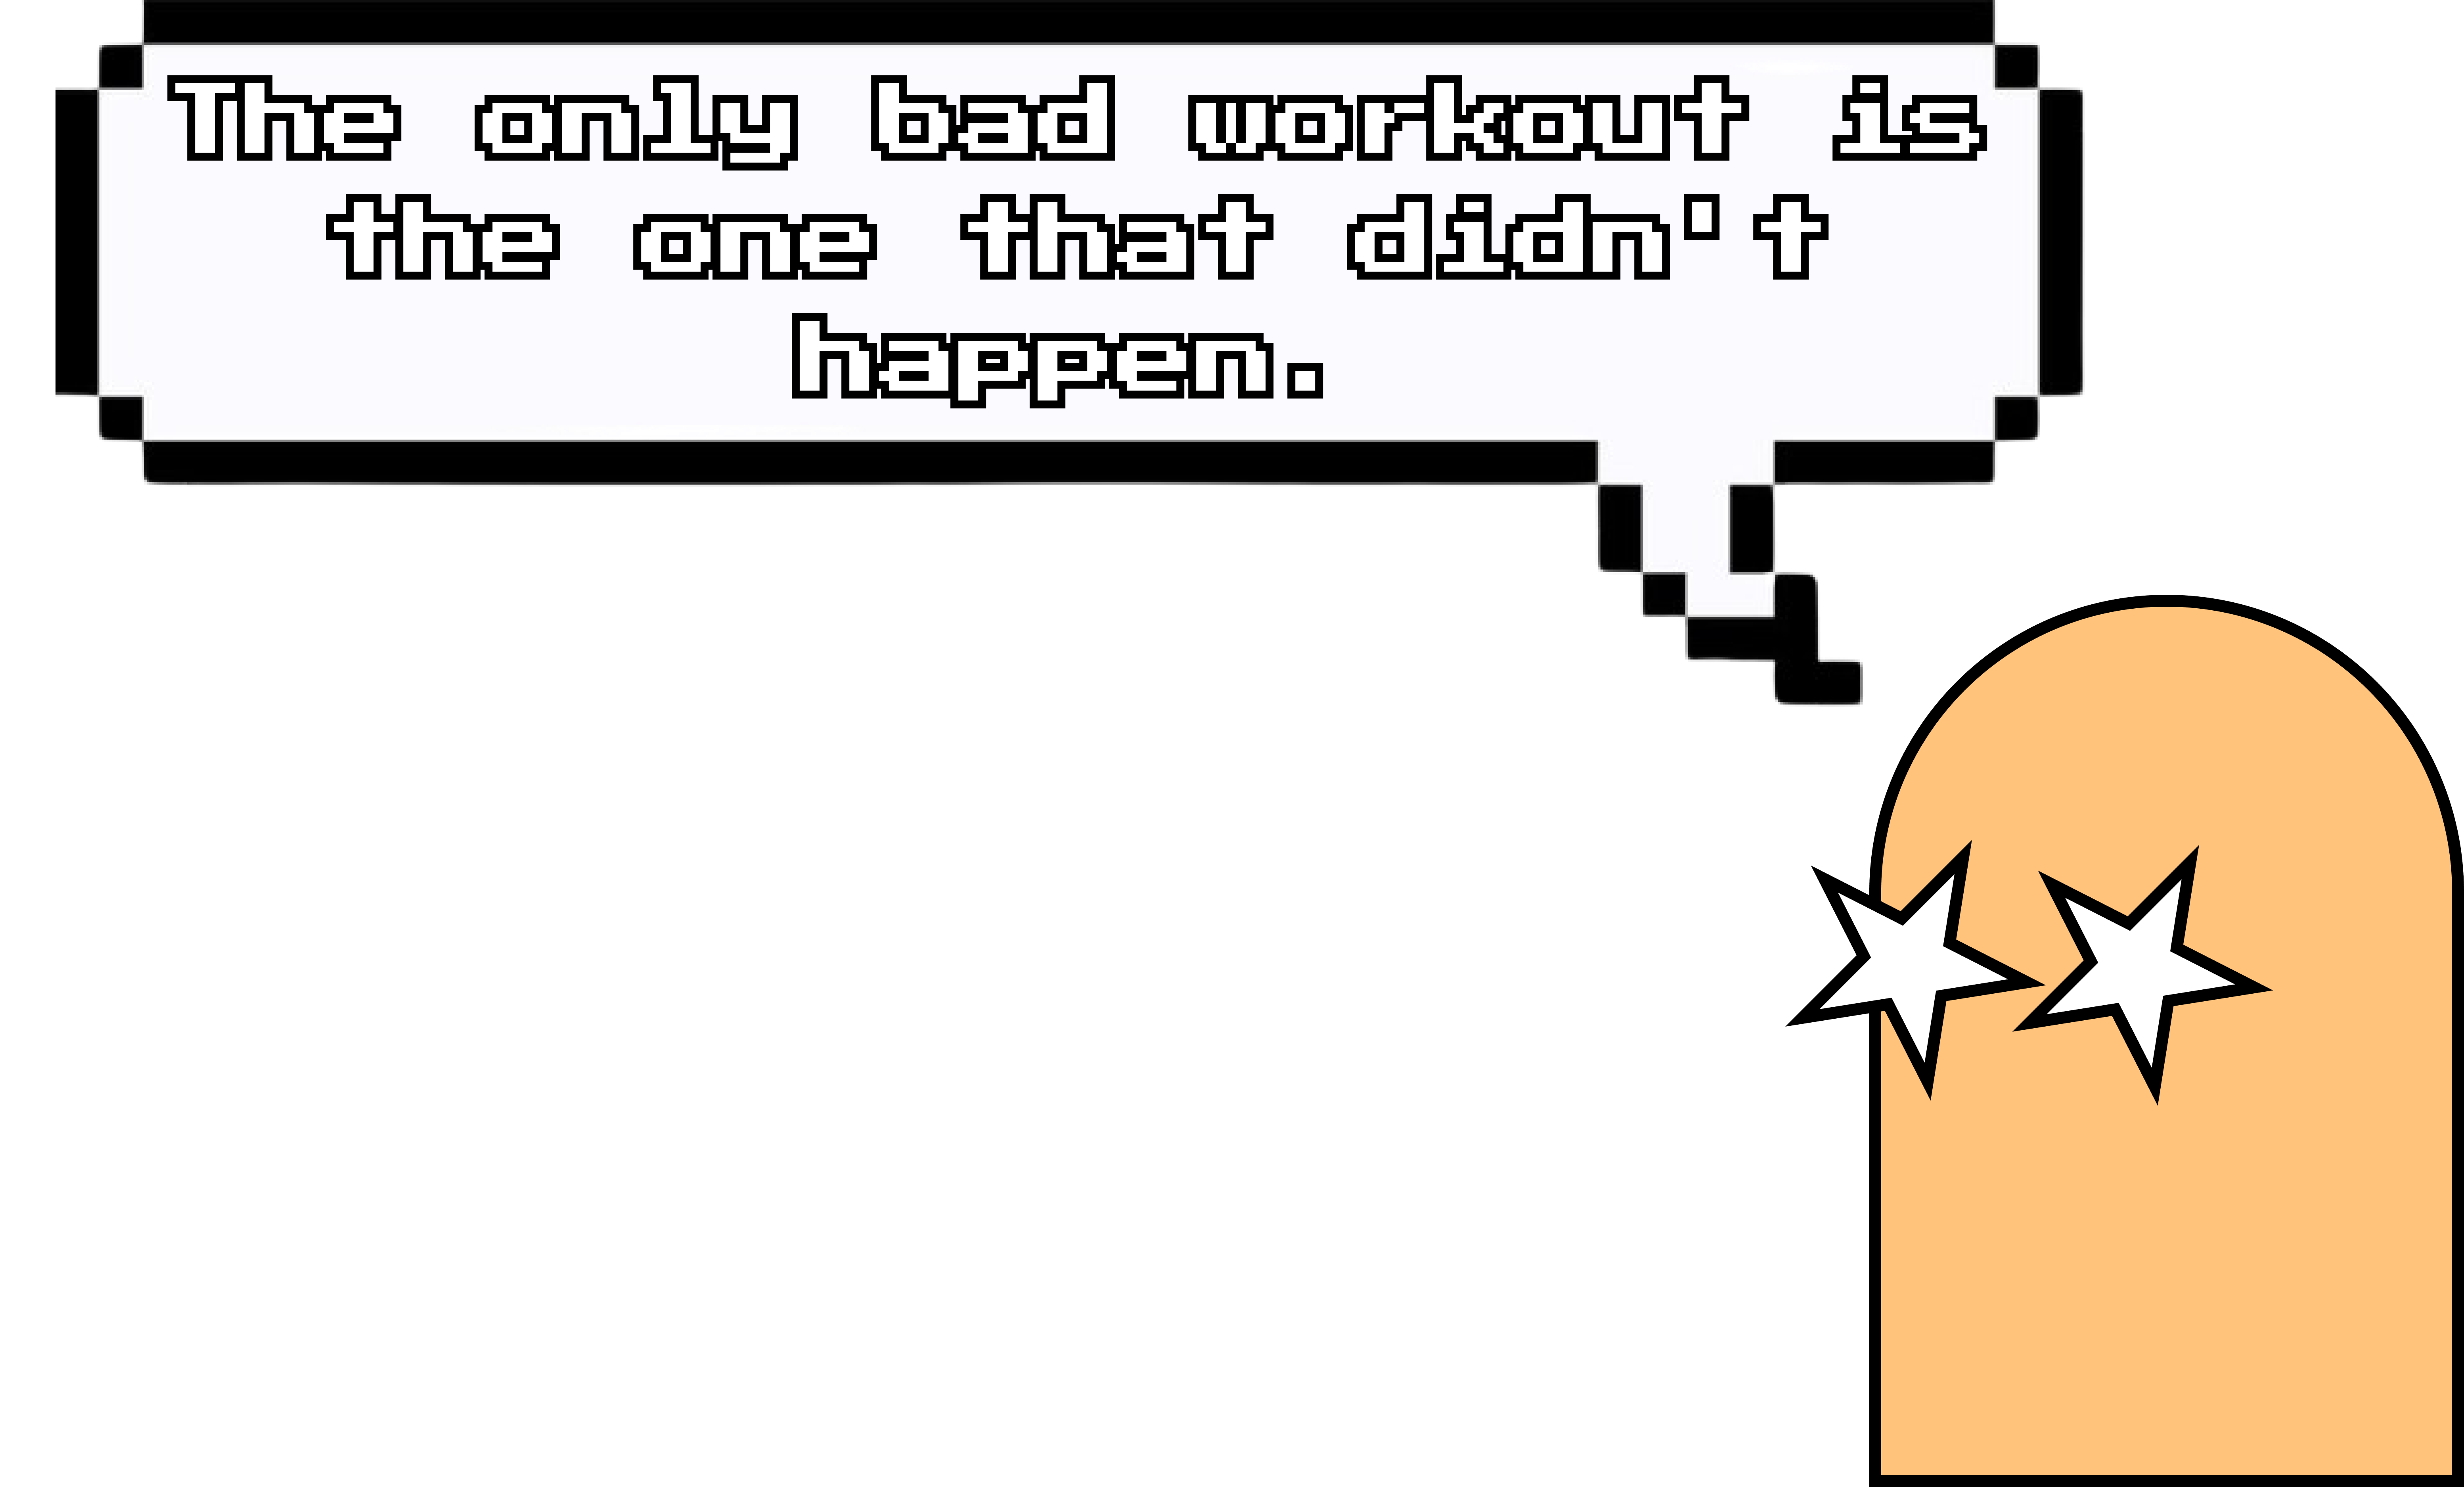 The only bad workout is
the one that didn't
happen.